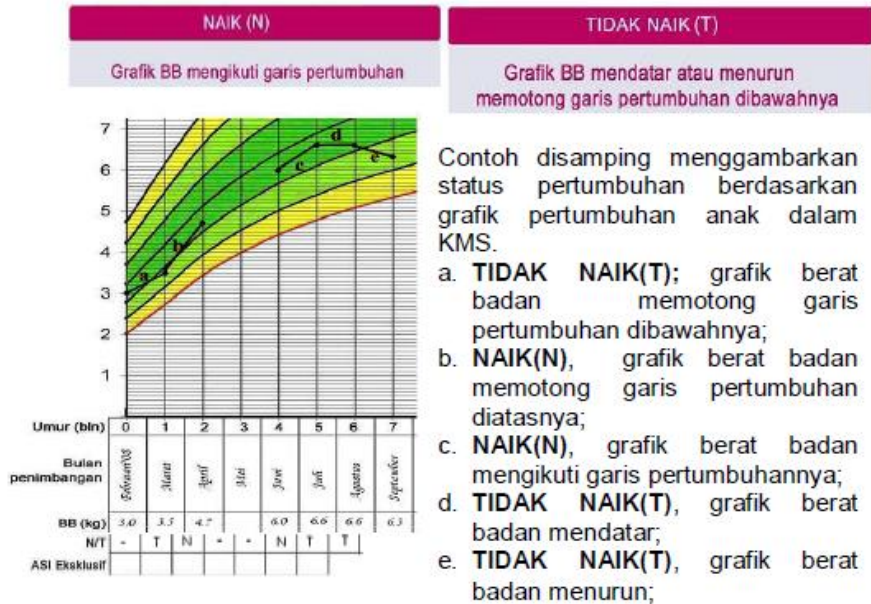 NAIK (N)
Grafik BB mengikuti garis pertumbuhan
TIDAK NAIK (T)
Grafik BB mendatar atau menurun
memotong garis pertumbuhan dibawahnya
7
6
5
4
3
2
1
a
b
c
d
e
Umur (bln) 0 1 2 3 4 5 6 7
Bulan
penimbangan
Februari'08 Maret April Mei Juni Juli Agustus September
BB (kg) 3.0 3.5 4.7 6.0 6.6 6.6 6.3
N/T - T N - - N T T
ASI Eksklusif
Contoh disamping menggambarkan
status pertumbuhan berdasarkan
grafik pertumbuhan anak dalam
KMS.
a. TIDAK NAIK(T); grafik berat
badan memotong garis
pertumbuhan dibawahnya;
b. NAIK(N), grafik berat badan
memotong garis pertumbuhan
diatasnya;
c. NAIK(N), grafik berat badan
mengikuti garis pertumbuhannya;
d. TIDAK NAIK(T), grafik berat
badan mendatar;
e. TIDAK NAIK(T), grafik berat
badan menurun;